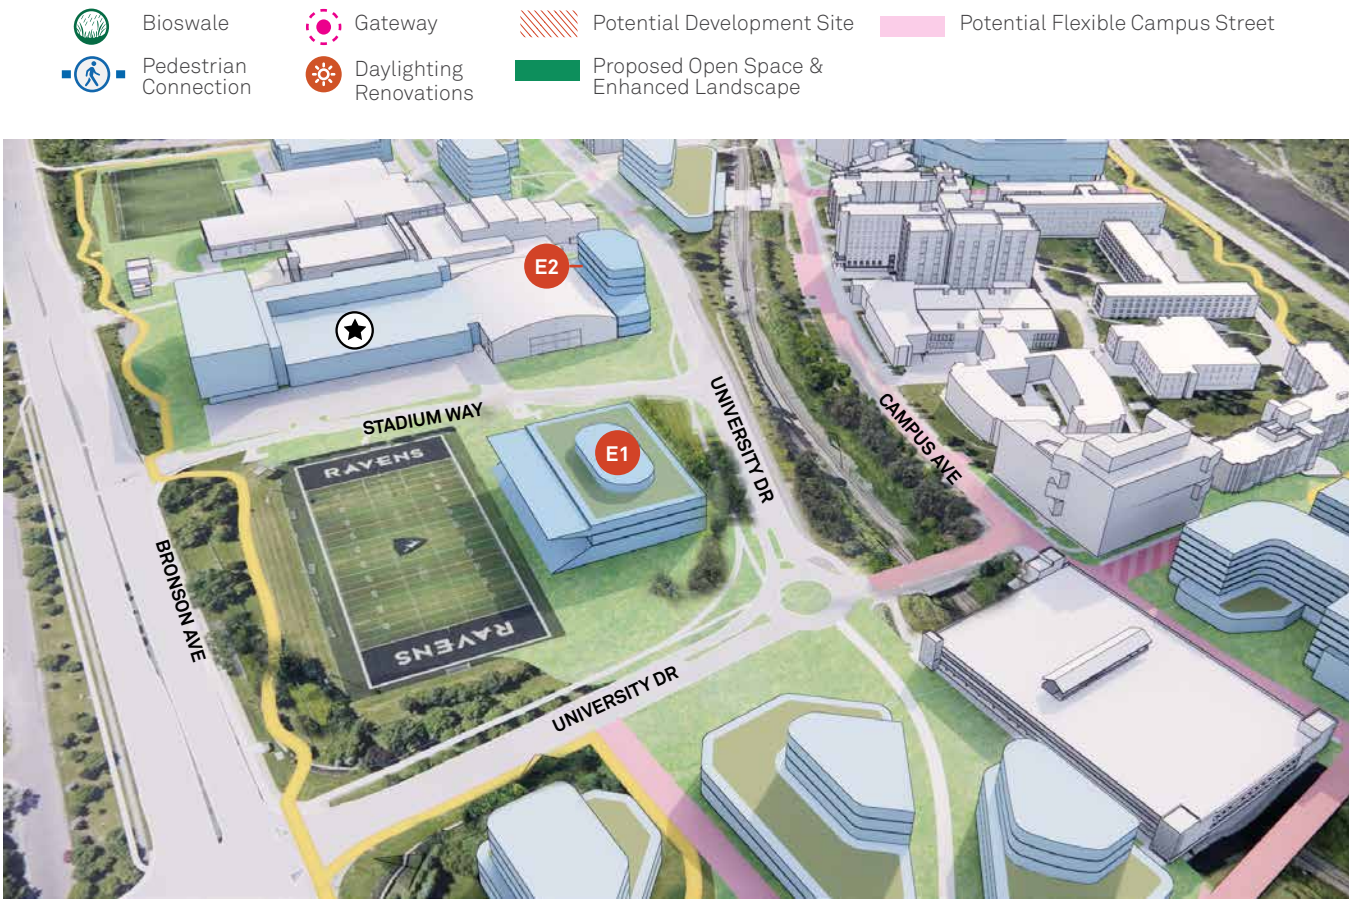 Bioswale
Gateway
Potential Development Site
Potential Flexible Campus Street
Pedestrian
Connection
Daylighting
Renovations
Proposed Open Space &
Enhanced Landscape
E2
STADIUM WAY
UNIVERSITY DR
CAMPUS AVE
RAVENS
E1
BRONSON AVE
RAVENS
UNIVERSITY DR